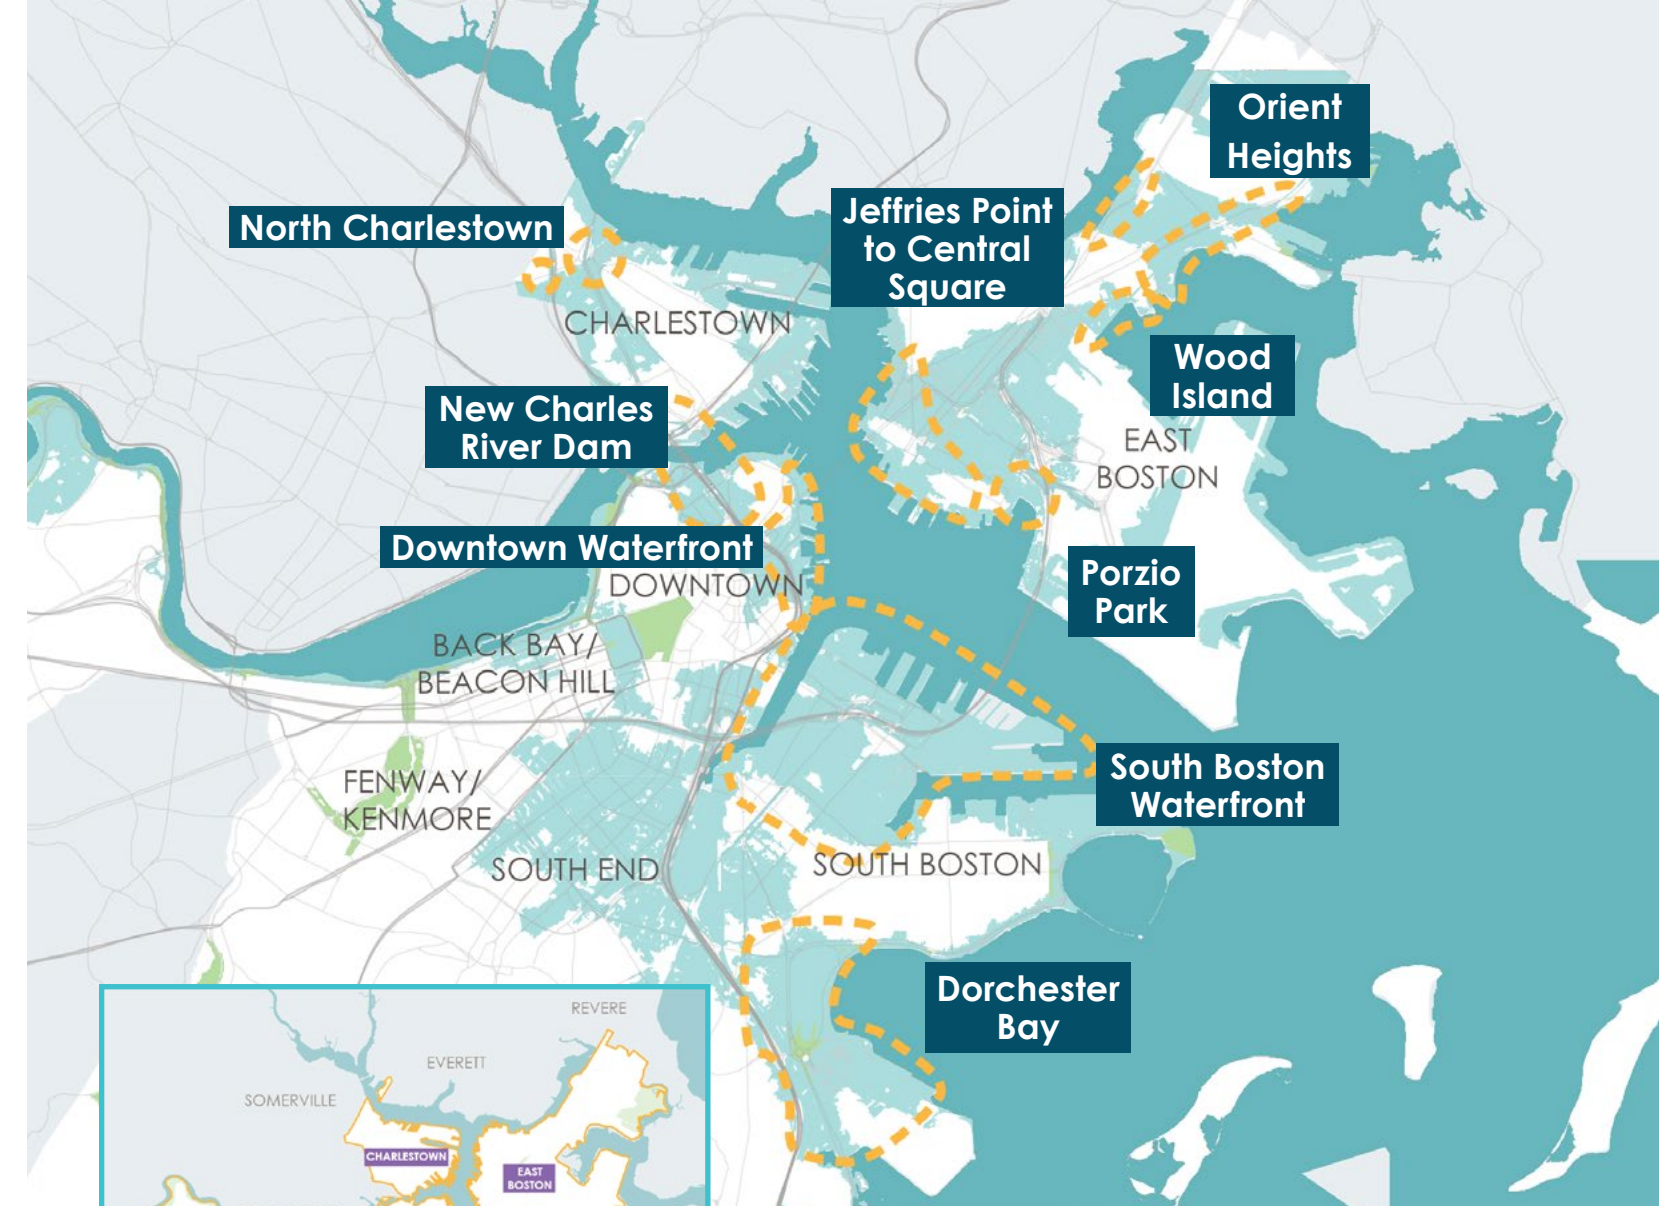 Orient
Heights
North Charlestown
Jeffries Point
to Central
Square
CHARLESTOWN
Wood
Island
New Charles
River Dam
EAST
BOSTON
Downtown Waterfront
DOWNTOWN
Porzio
Park
BACK BAY/
BEACON HILL
South Boston
Waterfront
FENWAY/
KENMORE
SOUTH END
SOUTH BOSTON
Dorchester
Bay
REVERE
EVERETT
SOMERVILLE
CHARLESTOWN
EAST
BOSTON